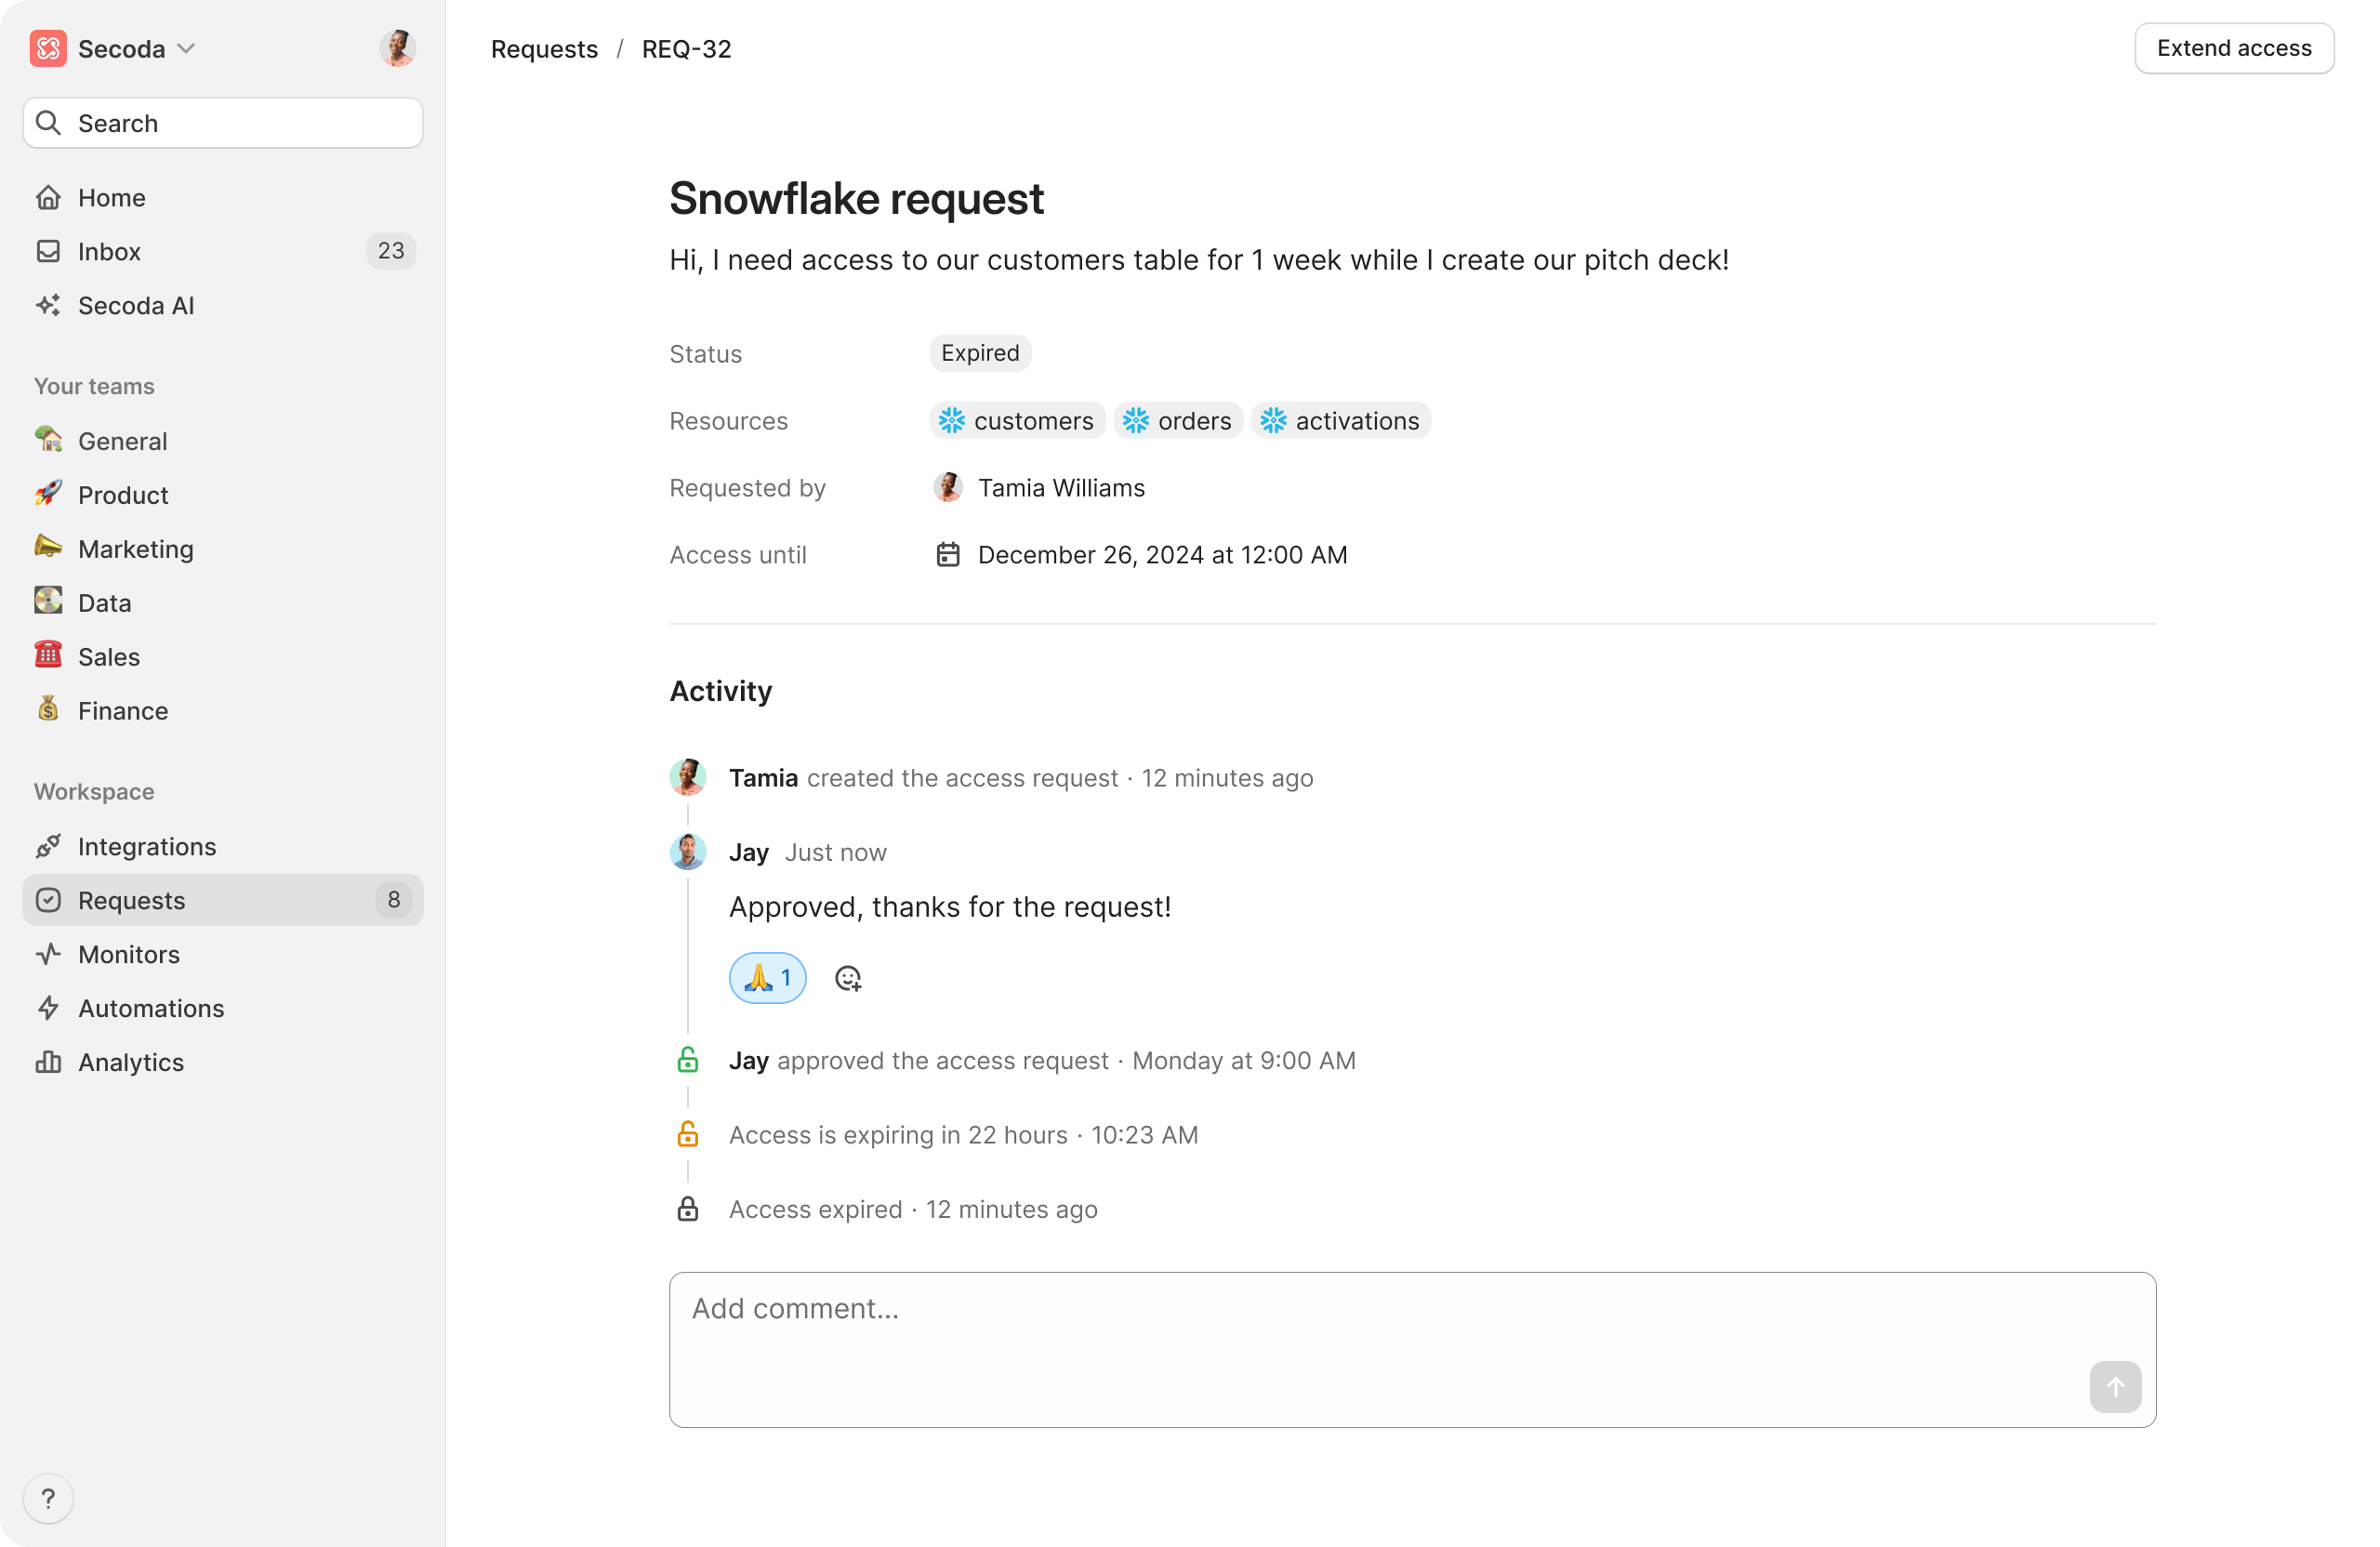 Secoda
Search
Home
Inbox 23
Secoda AI
Your teams
General
Product
Marketing
Data
Sales
Finance
Workspace
Integrations
Requests 8
Monitors
Automations
Analytics
?
Requests / REQ-32
Extend access
Snowflake request
Hi, I need access to our customers table for 1 week while I create our pitch deck!
Status Expired
Resources customers orders activations
Requested by Tamia Williams
Access until December 26, 2024 at 12:00 AM
Activity
Tamia created the access request · 12 minutes ago
Jay Just now
Approved, thanks for the request!
🙏 1
Jay approved the access request · Monday at 9:00 AM
Access is expiring in 22 hours · 10:23 AM
Access expired · 12 minutes ago
Add comment...